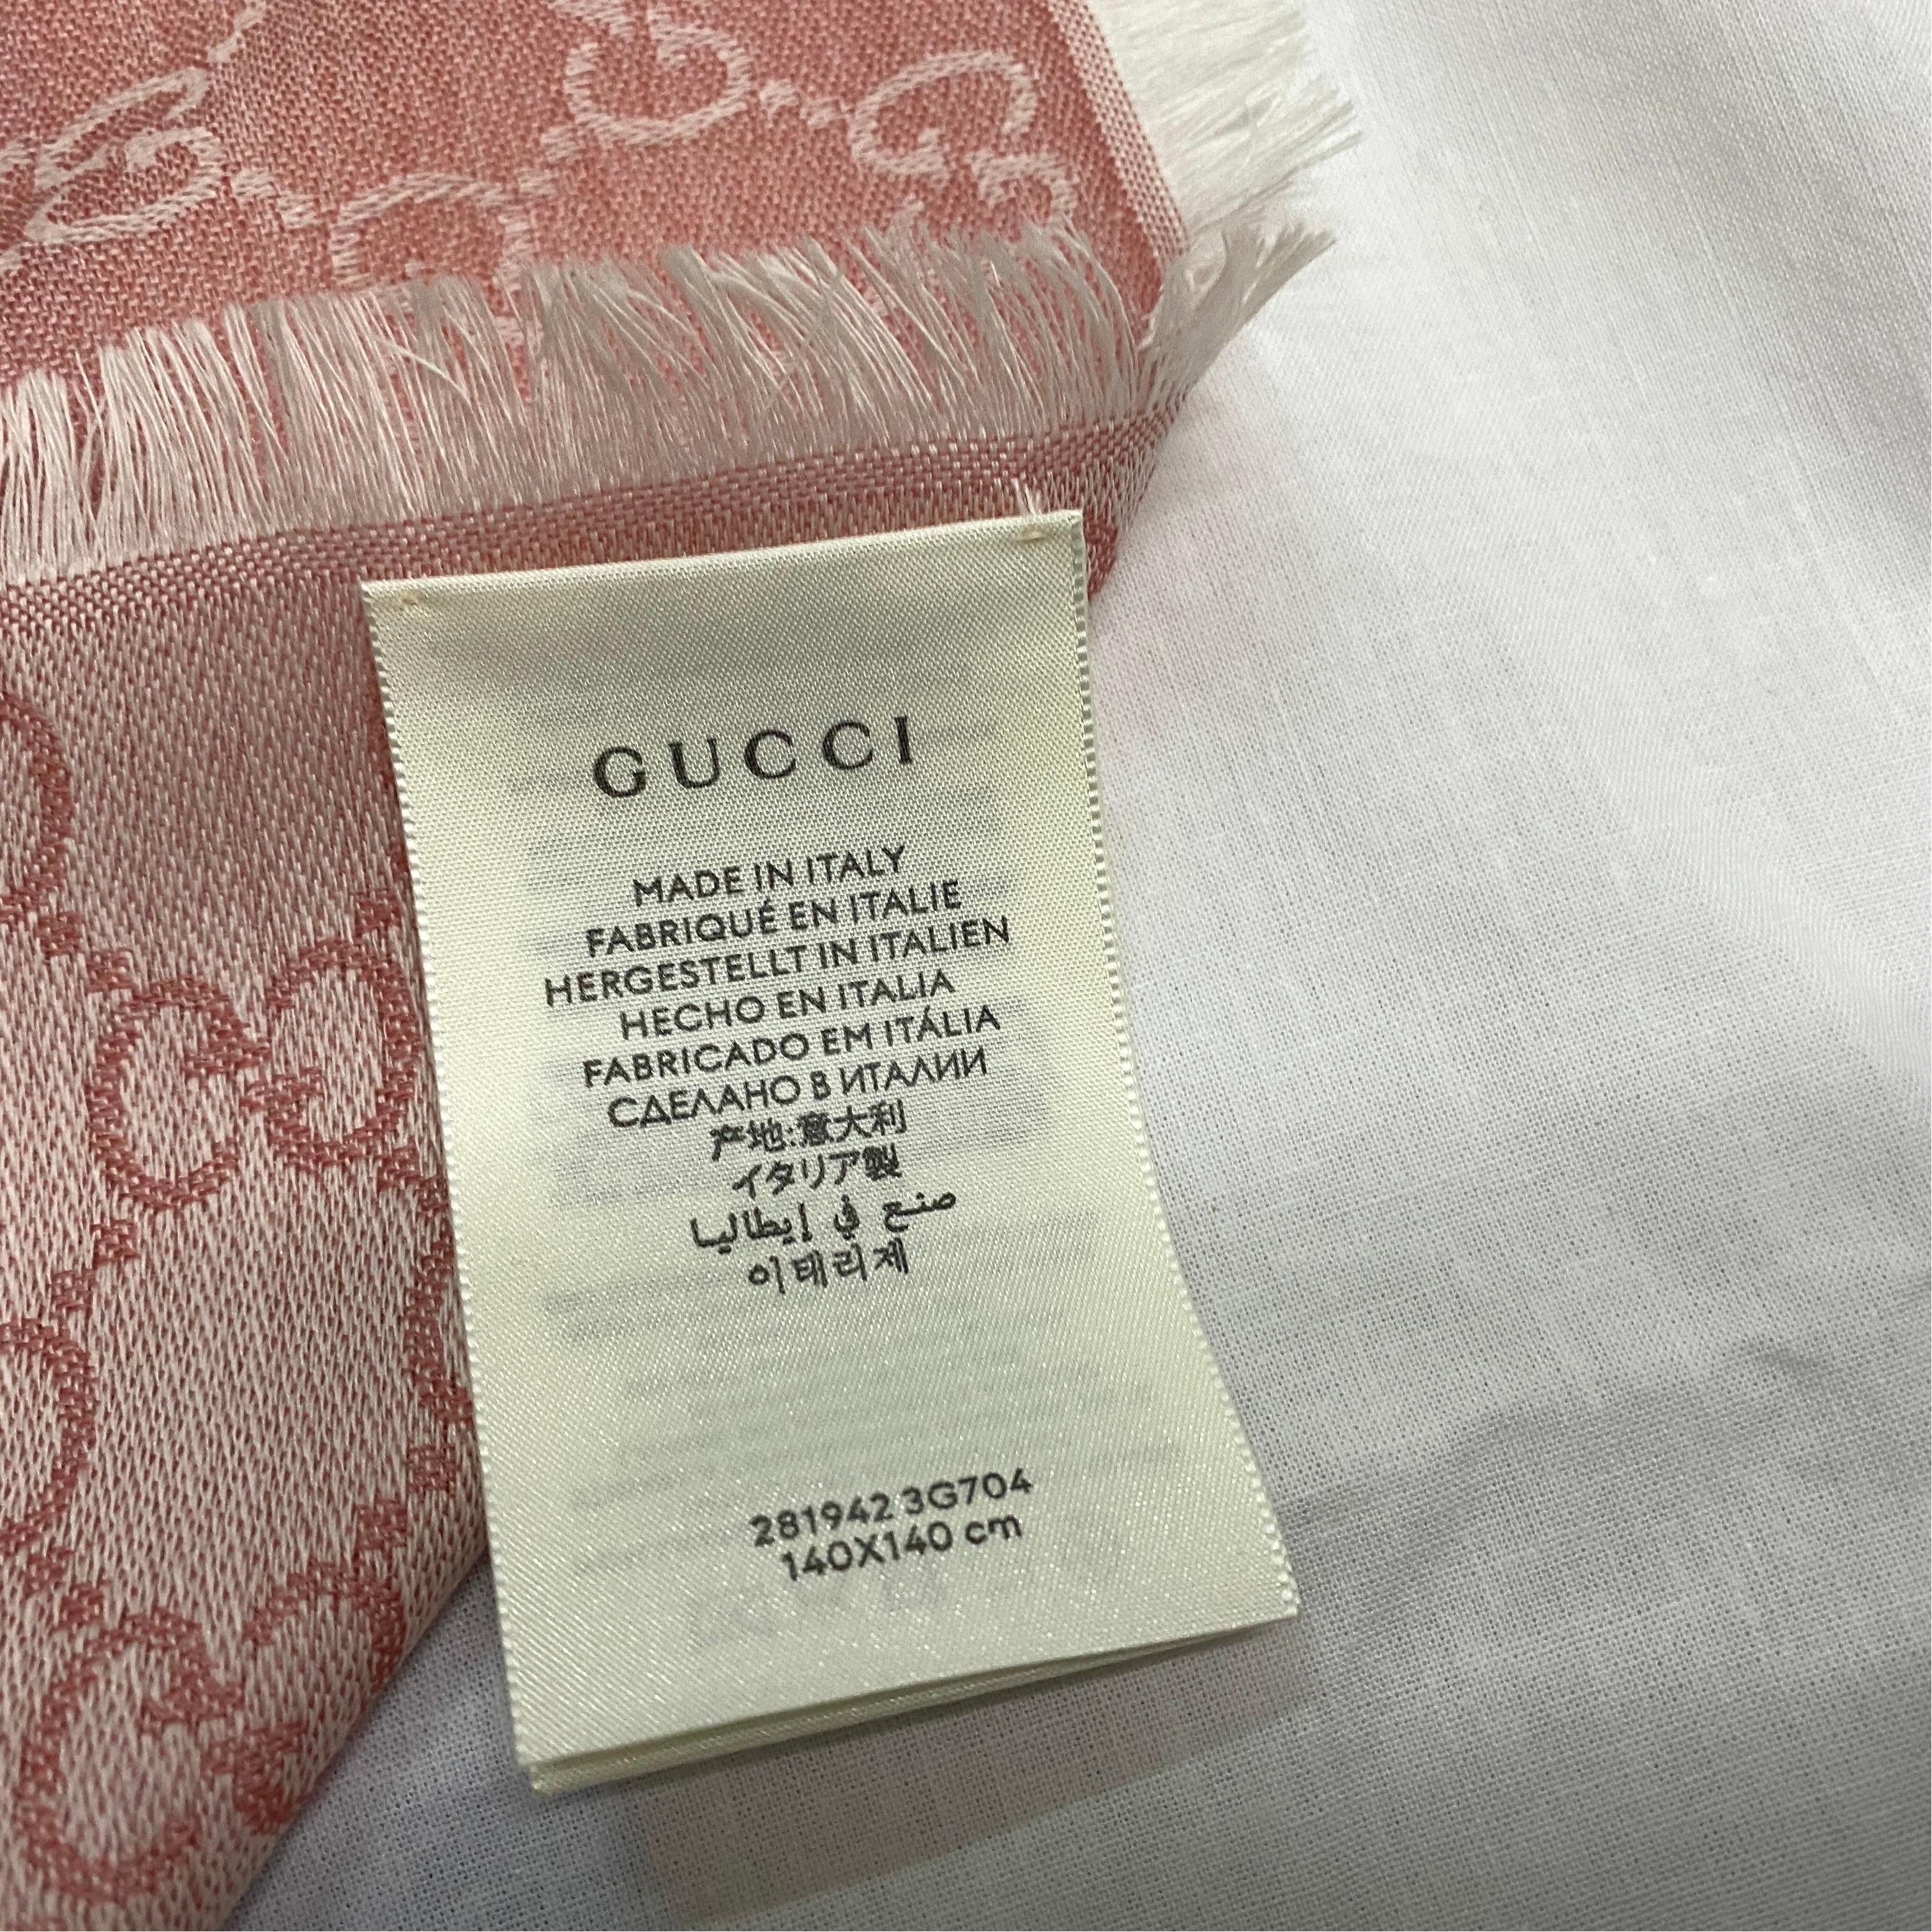 GUCCI
MADE IN ITALY
FABRIQUÉ EN ITALIE
HERGESTELLT IN ITALIEN
HECHO EN ITALIA
FABRICADO EM ITÁLIA
СДЕЛАНО В ИТАЛИИ
产地:意大利
イタリア製
صنع في إيطاليا
이태리제
281942 3G704
140X140 cm